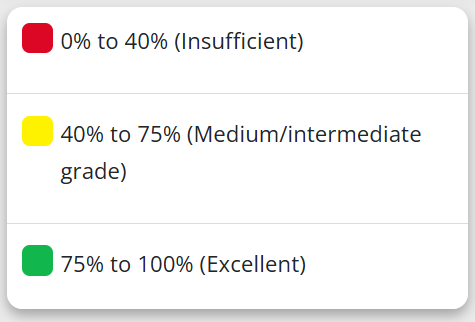 0% to 40% (Insufficient)
40% to 75% (Medium/intermediate
grade)
75% to 100% (Excellent)